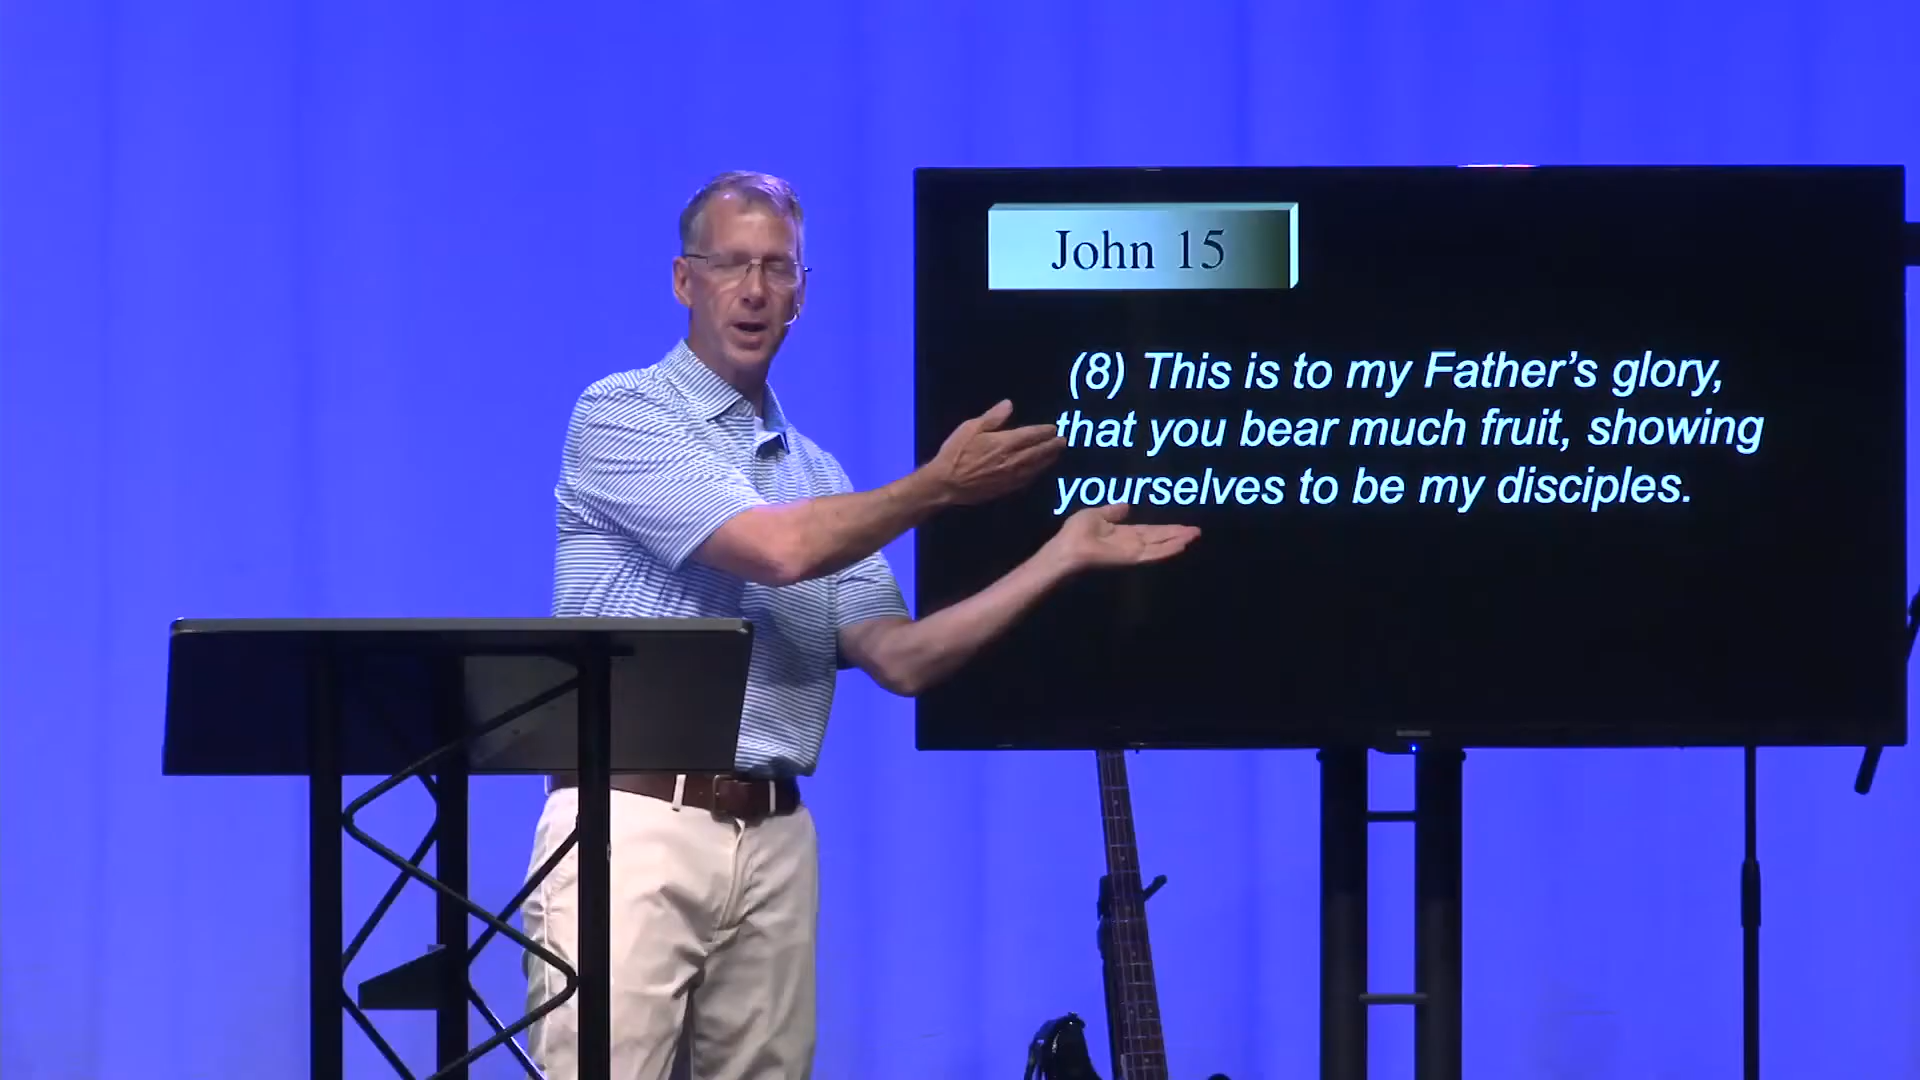 John 15
(8) This is to my Father’s glory,
that you bear much fruit, showing
yourselves to be my disciples.